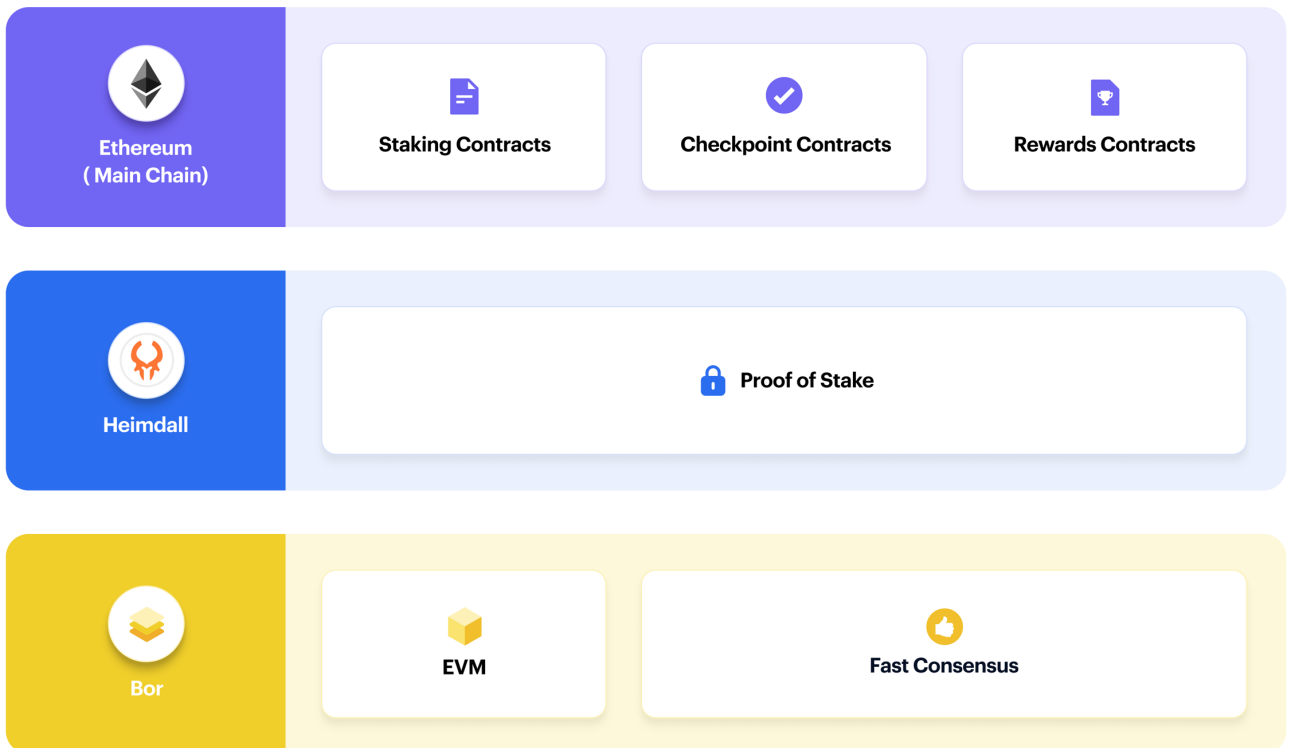 Ethereum
( Main Chain)
Staking Contracts
Checkpoint Contracts
Rewards Contracts
Heimdall
Proof of Stake
Bor
EVM
Fast Consensus